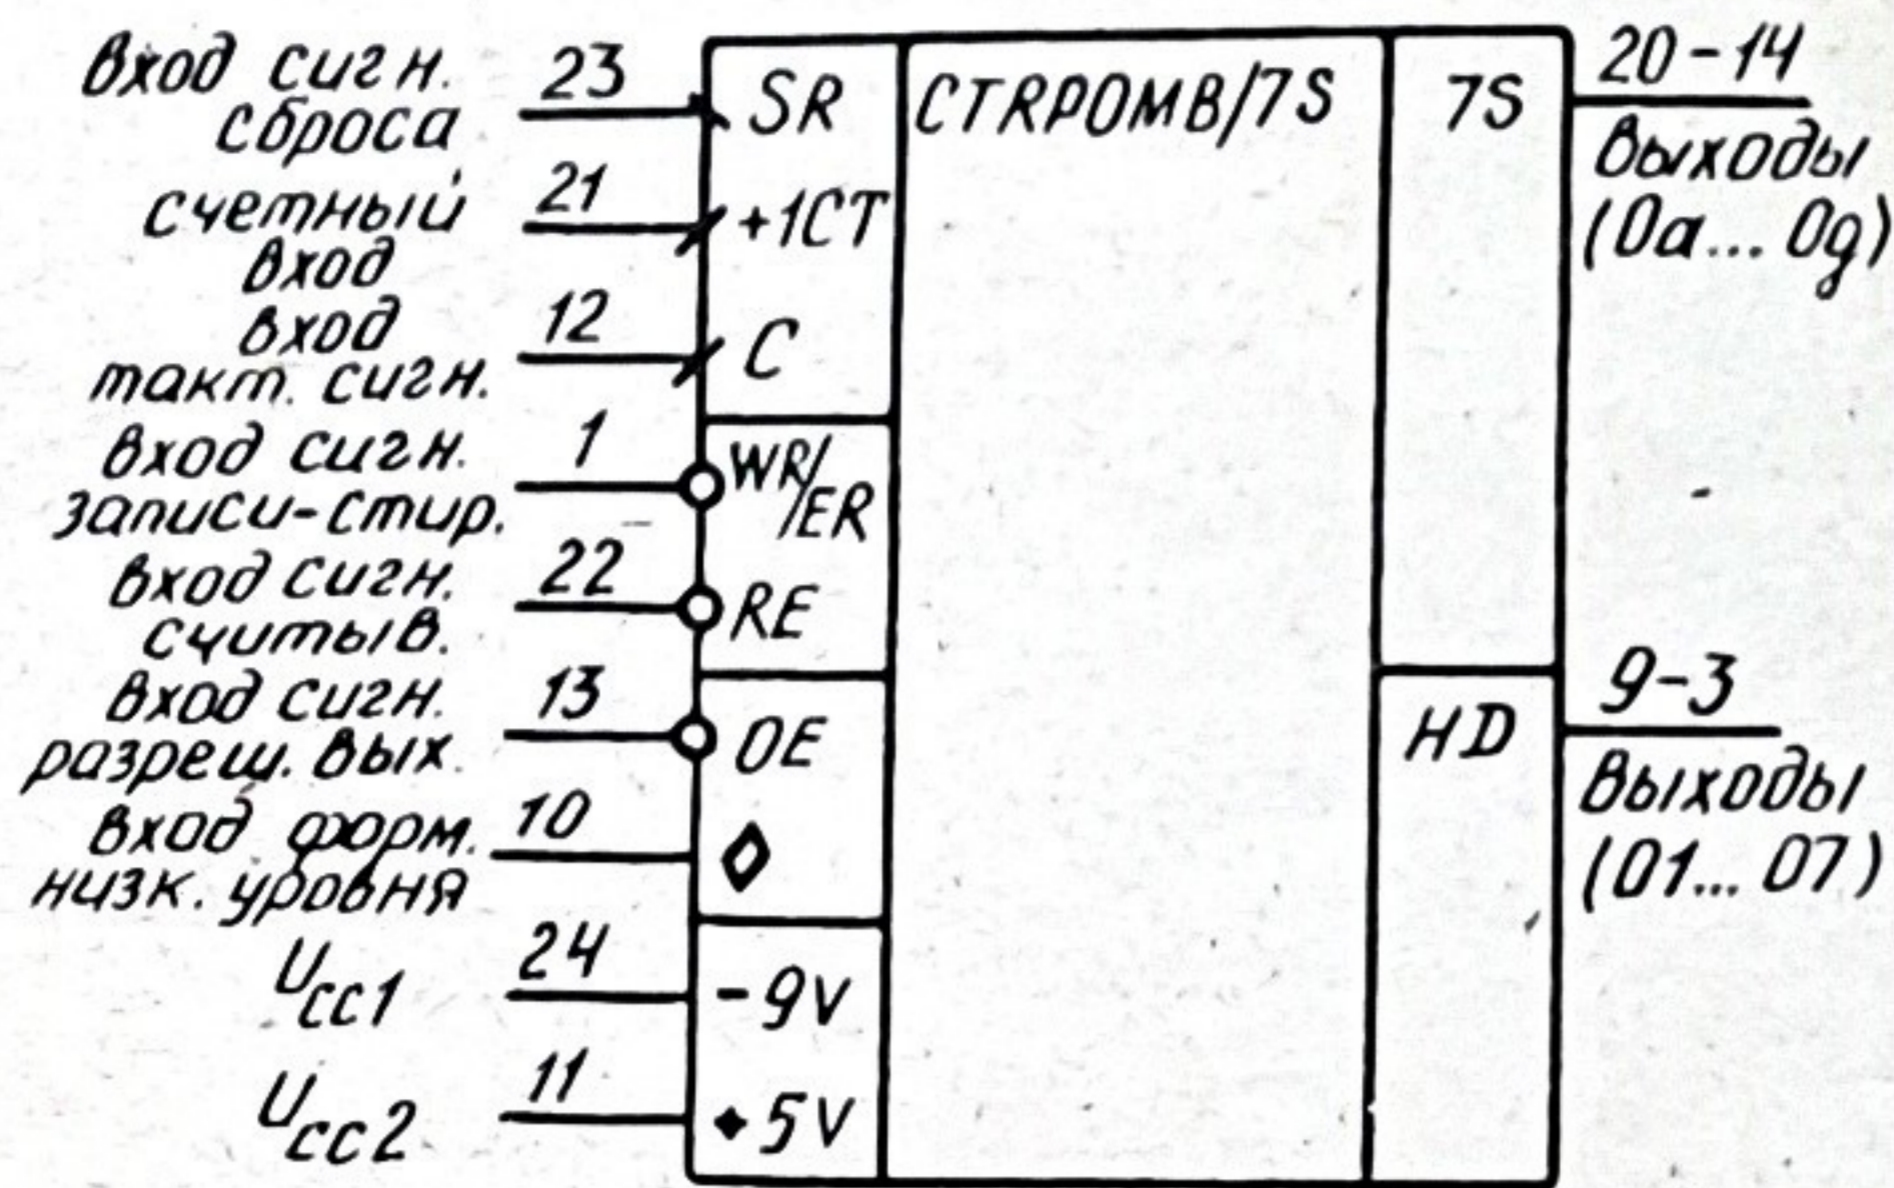 Вход сигн.
сброса
23
SR
CTRPOMB/7S
7S
20-14
Выходы
(0a... 0g)
счетный
вход
21
+1CT
вход
такт. сигн.
12
C
вход сигн.
записи-стир.
1
WR/
/ER
вход сигн.
считыв.
22
RE
вход сигн.
разреш. вых.
13
OE
HD
9-3
Выходы
(01... 07)
вход форм.
низк. уровня
10
◊
Ucc1
24
-9V
Ucc2
11
+5V